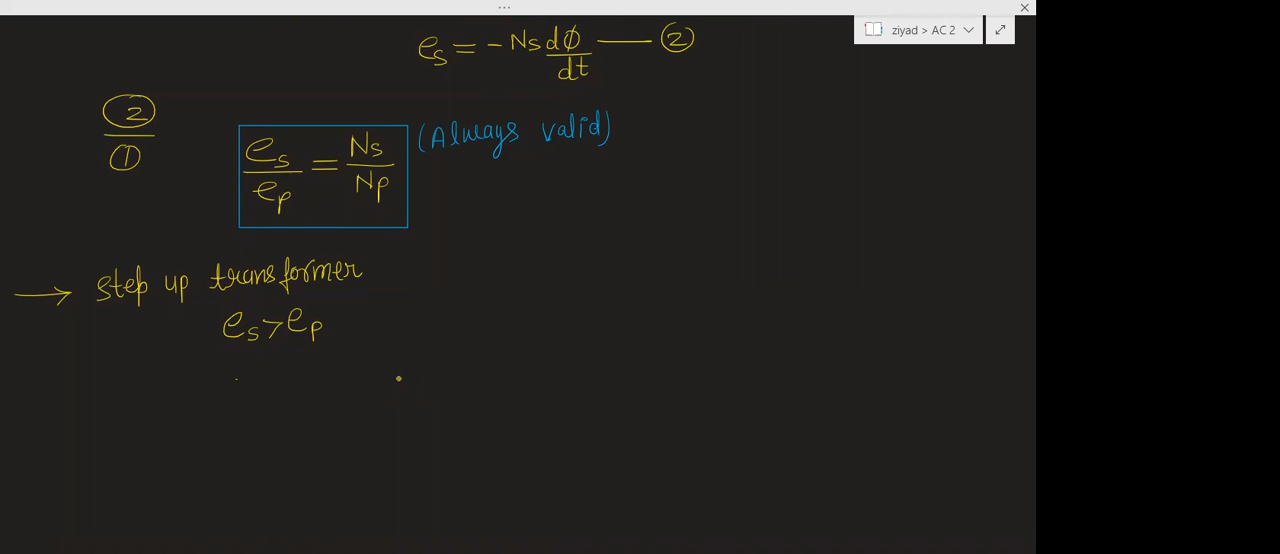 ziyad > AC 2
es = - Ns dϕ/dt —— ②
②/①
es/ep = Ns/Np (Always valid)
→ step up transformer
es > ep